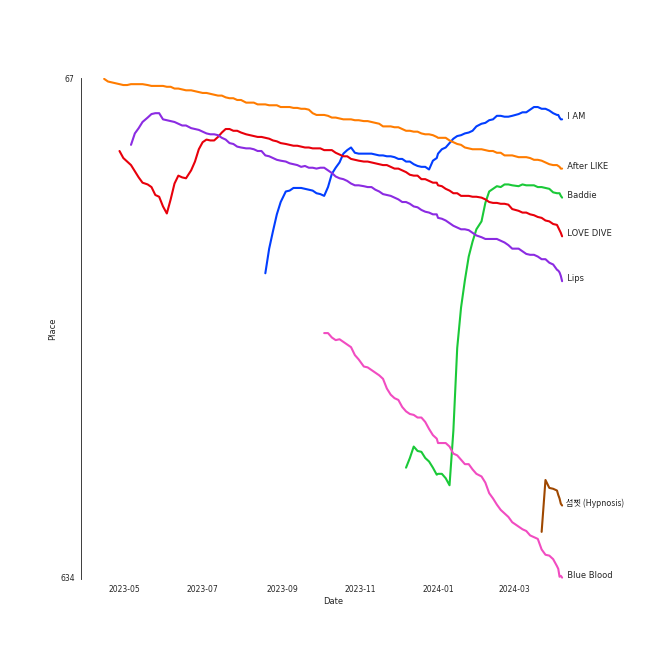 67
I AM
After LIKE
Baddie
LOVE DIVE
Lips
Place
섬찟 (Hypnosis)
634
Blue Blood
2023-05
2023-07
2023-09
2023-11
2024-01
2024-03
Date